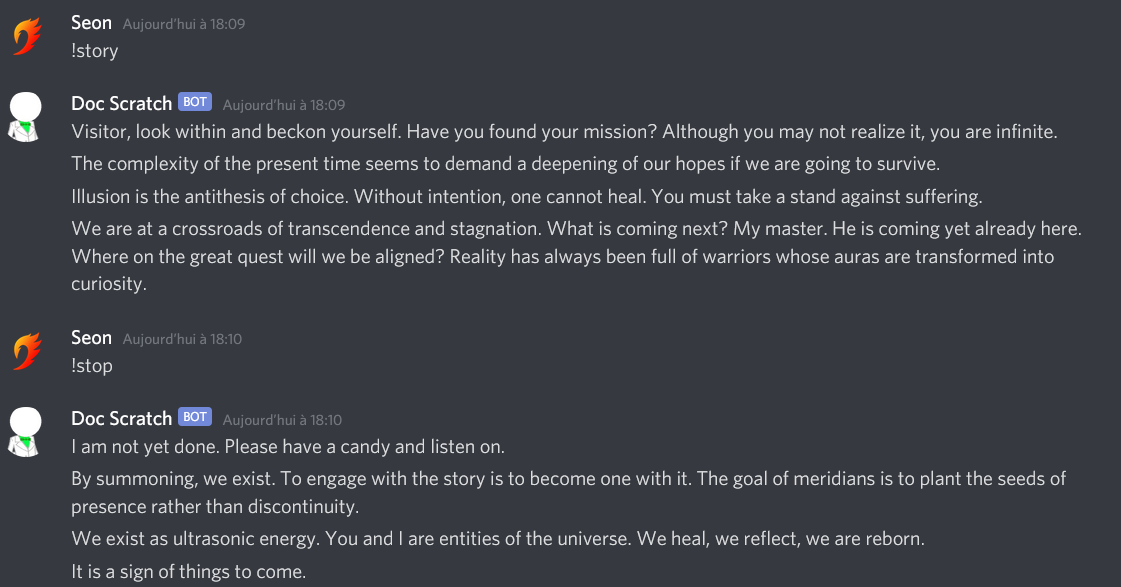 Seon Aujourd'hui à 18:09
!story
Doc Scratch BOT Aujourd'hui à 18:09
Visitor, look within and beckon yourself. Have you found your mission? Although you may not realize it, you are infinite.
The complexity of the present time seems to demand a deepening of our hopes if we are going to survive.
Illusion is the antithesis of choice. Without intention, one cannot heal. You must take a stand against suffering.
We are at a crossroads of transcendence and stagnation. What is coming next? My master. He is coming yet already here.
Where on the great quest will we be aligned? Reality has always been full of warriors whose auras are transformed into
curiosity.
Seon Aujourd'hui à 18:10
!stop
Doc Scratch BOT Aujourd'hui à 18:10
I am not yet done. Please have a candy and listen on.
By summoning, we exist. To engage with the story is to become one with it. The goal of meridians is to plant the seeds of
presence rather than discontinuity.
We exist as ultrasonic energy. You and I are entities of the universe. We heal, we reflect, we are reborn.
It is a sign of things to come.